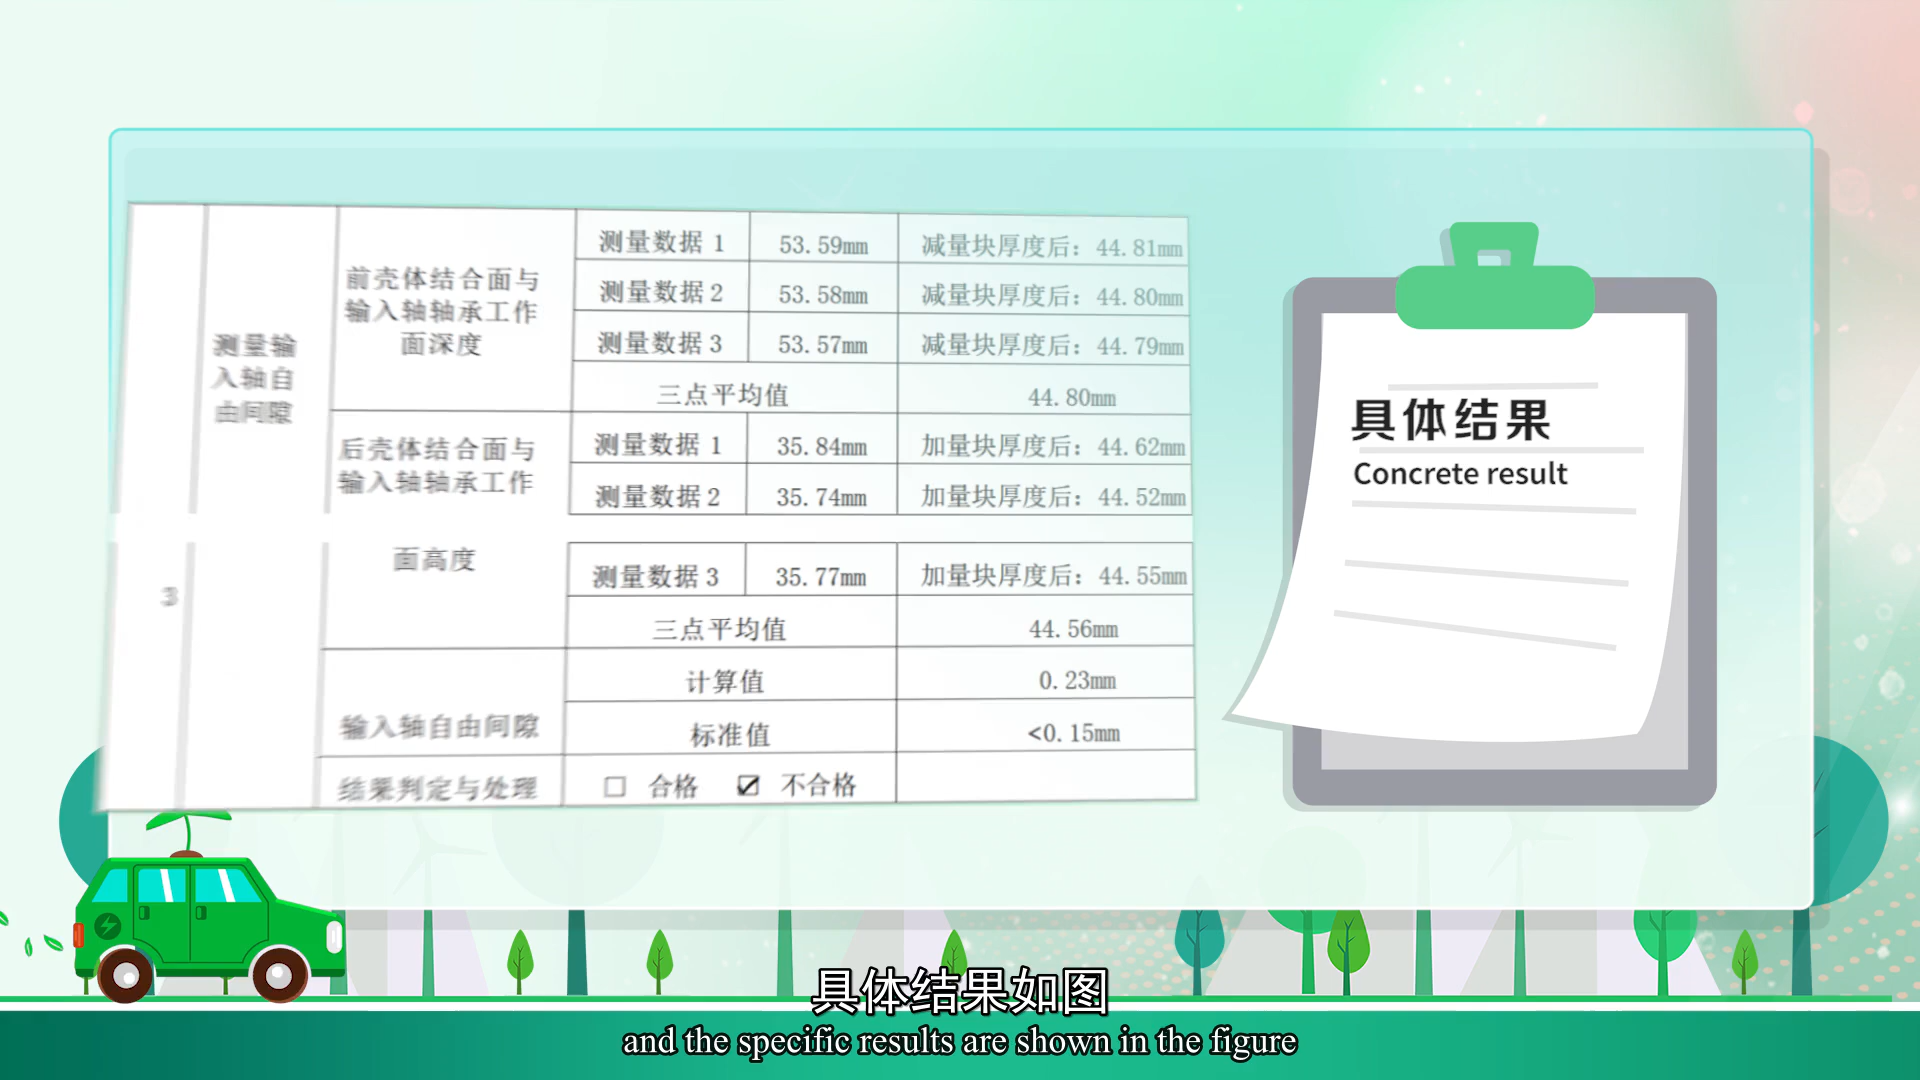 测量输
入轴自
由间隙
前壳体结合面与
输入轴轴承工作
面深度
测量数据 1 53.59mm 减量块厚度后：44.81mm
测量数据 2 53.58mm 减量块厚度后：44.80mm
测量数据 3 53.57mm 减量块厚度后：44.79mm
三点平均值 44.80mm
后壳体结合面与
输入轴轴承工作
测量数据 1 35.84mm 加量块厚度后：44.62mm
测量数据 2 35.74mm 加量块厚度后：44.52mm
3
面高度
测量数据 3 35.77mm 加量块厚度后：44.55mm
三点平均值 44.56mm
输入轴自由间隙
计算值 0.23mm
标准值 <0.15mm
结果判定与处理 □ 合格 ☑ 不合格
具体结果
Concrete result
具体结果如图
and the specific results are shown in the figure